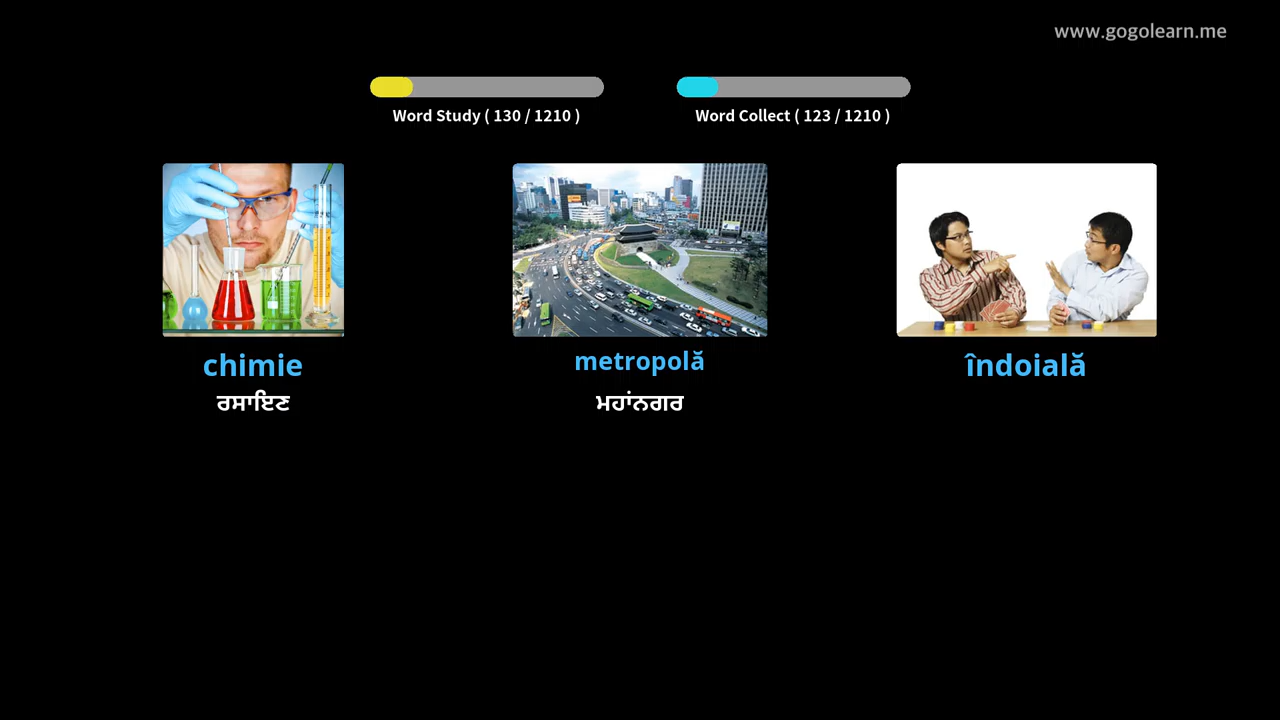 www.gogolearn.me
Word Study ( 130 / 1210 )
Word Collect ( 123 / 1210 )
chimie
ਰਸਾਇਣ
metropolă
ਮਹਾਂਨਗਰ
îndoială